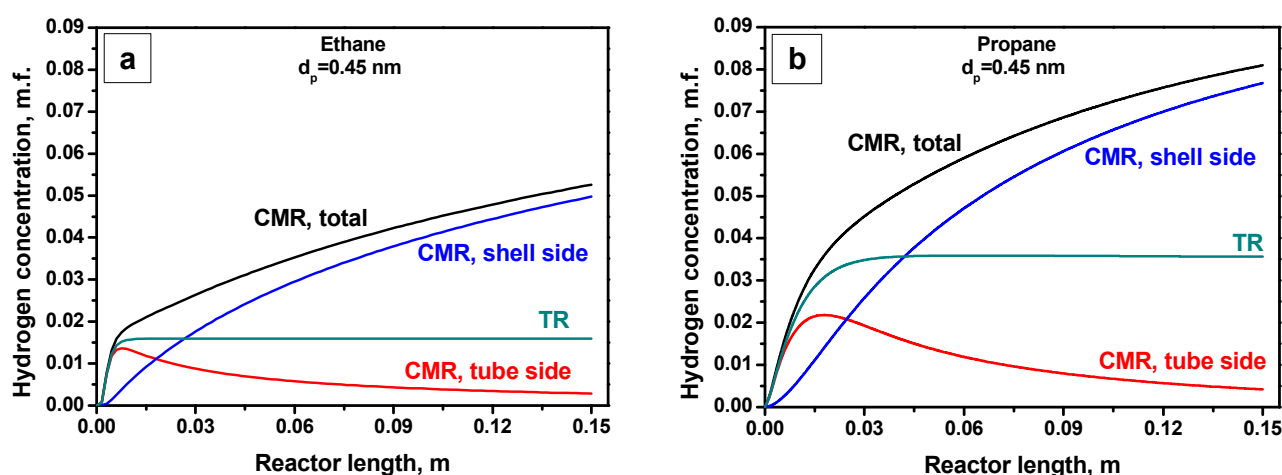 a
Ethane
dp=0.45 nm
CMR, total
CMR, shell side
TR
CMR, tube side
Hydrogen concentration, m.f.
0.09
0.08
0.07
0.06
0.05
0.04
0.03
0.02
0.01
0.00
0.00 0.03 0.06 0.09 0.12 0.15
Reactor length, m
b
Propane
dp=0.45 nm
CMR, total
CMR, shell side
TR
CMR, tube side
Hydrogen concentration, m.f.
0.09
0.08
0.07
0.06
0.05
0.04
0.03
0.02
0.01
0.00
0.00 0.03 0.06 0.09 0.12 0.15
Reactor length, m